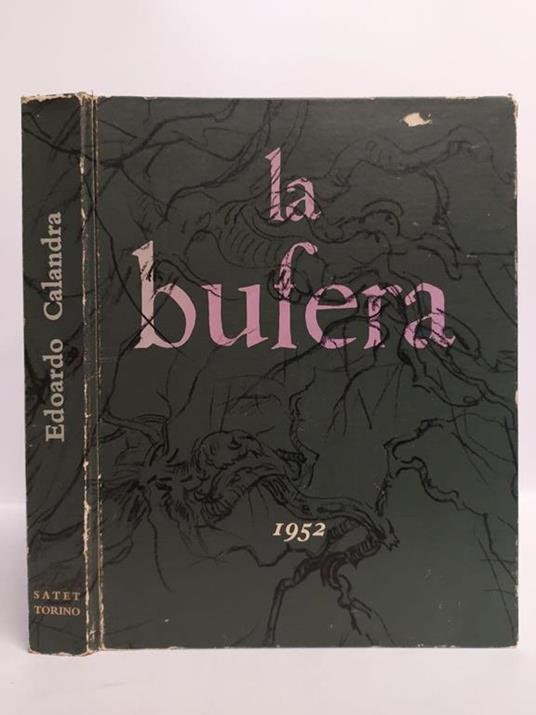 Edoardo Calandra
SATET
TORINO
la
bufera
1952